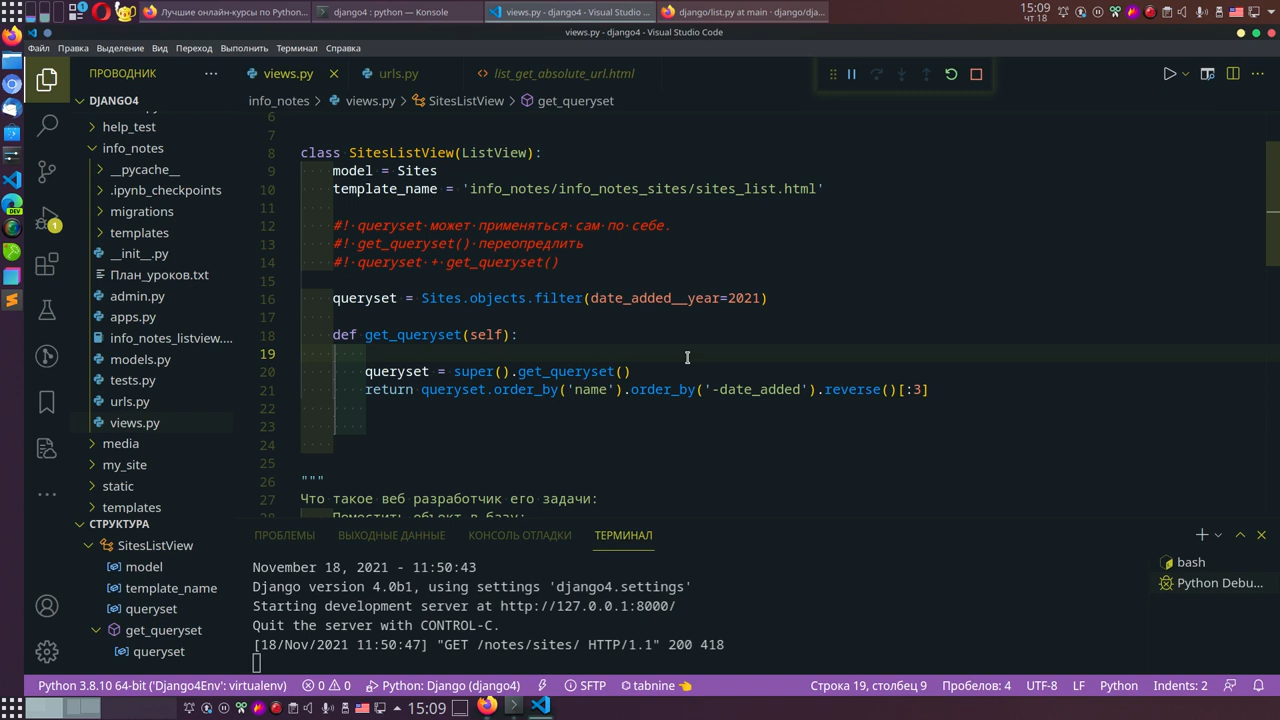 Лучшие онлайн-курсы по Python.
django4 : python — Konsole
views.py - django4 - Visual Studio ...
django/list.py at main · django/dja...
15:09
чт 18
views.py - django4 - Visual Studio Code
Файл Правка Выделение Вид Переход Выполнить Терминал Справка
ПРОВОДНИК
views.py
urls.py
list_get_absolute_url.html
DJANGO4
info_notes > views.py > SitesListView > get_queryset
help_test
info_notes
__pycache__
.ipynb_checkpoints
migrations
templates
__init__.py
План_уроков.txt
admin.py
apps.py
info_notes_listview....
models.py
tests.py
urls.py
views.py
media
my_site
static
templates
6
7
8 class SitesListView(ListView):
9 model = Sites
10 template_name = 'info_notes/info_notes_sites/sites_list.html'
11
12 #! queryset может применяться сам по себе.
13 #! get_queryset() переопредлить
14 #! queryset + get_queryset()
15
16 queryset = Sites.objects.filter(date_added__year=2021)
17
18 def get_queryset(self):
19
20 queryset = super().get_queryset()
21 return queryset.order_by('name').order_by('-date_added').reverse()[:3]
22
23
24
25
26 """
27 Что такое веб разработчик его задачи:
28 Поместить объект в базу:
СТРУКТУРА
SitesListView
model
template_name
queryset
get_queryset
queryset
ПРОБЛЕМЫ ВЫХОДНЫЕ ДАННЫЕ КОНСОЛЬ ОТЛАДКИ ТЕРМИНАЛ
November 18, 2021 - 11:50:43
Django version 4.0b1, using settings 'django4.settings'
Starting development server at http://127.0.0.1:8000/
Quit the server with CONTROL-C.
[18/Nov/2021 11:50:47] "GET /notes/sites/ HTTP/1.1" 200 418
bash
Python Debu...
DEV
1
Python 3.8.10 64-bit ('Django4Env': virtualenv) 0 0 Python: Django (django4) SFTP tabnine Строка 19, столбец 9 Пробелов: 4 UTF-8 LF Python Indents: 2
15:09